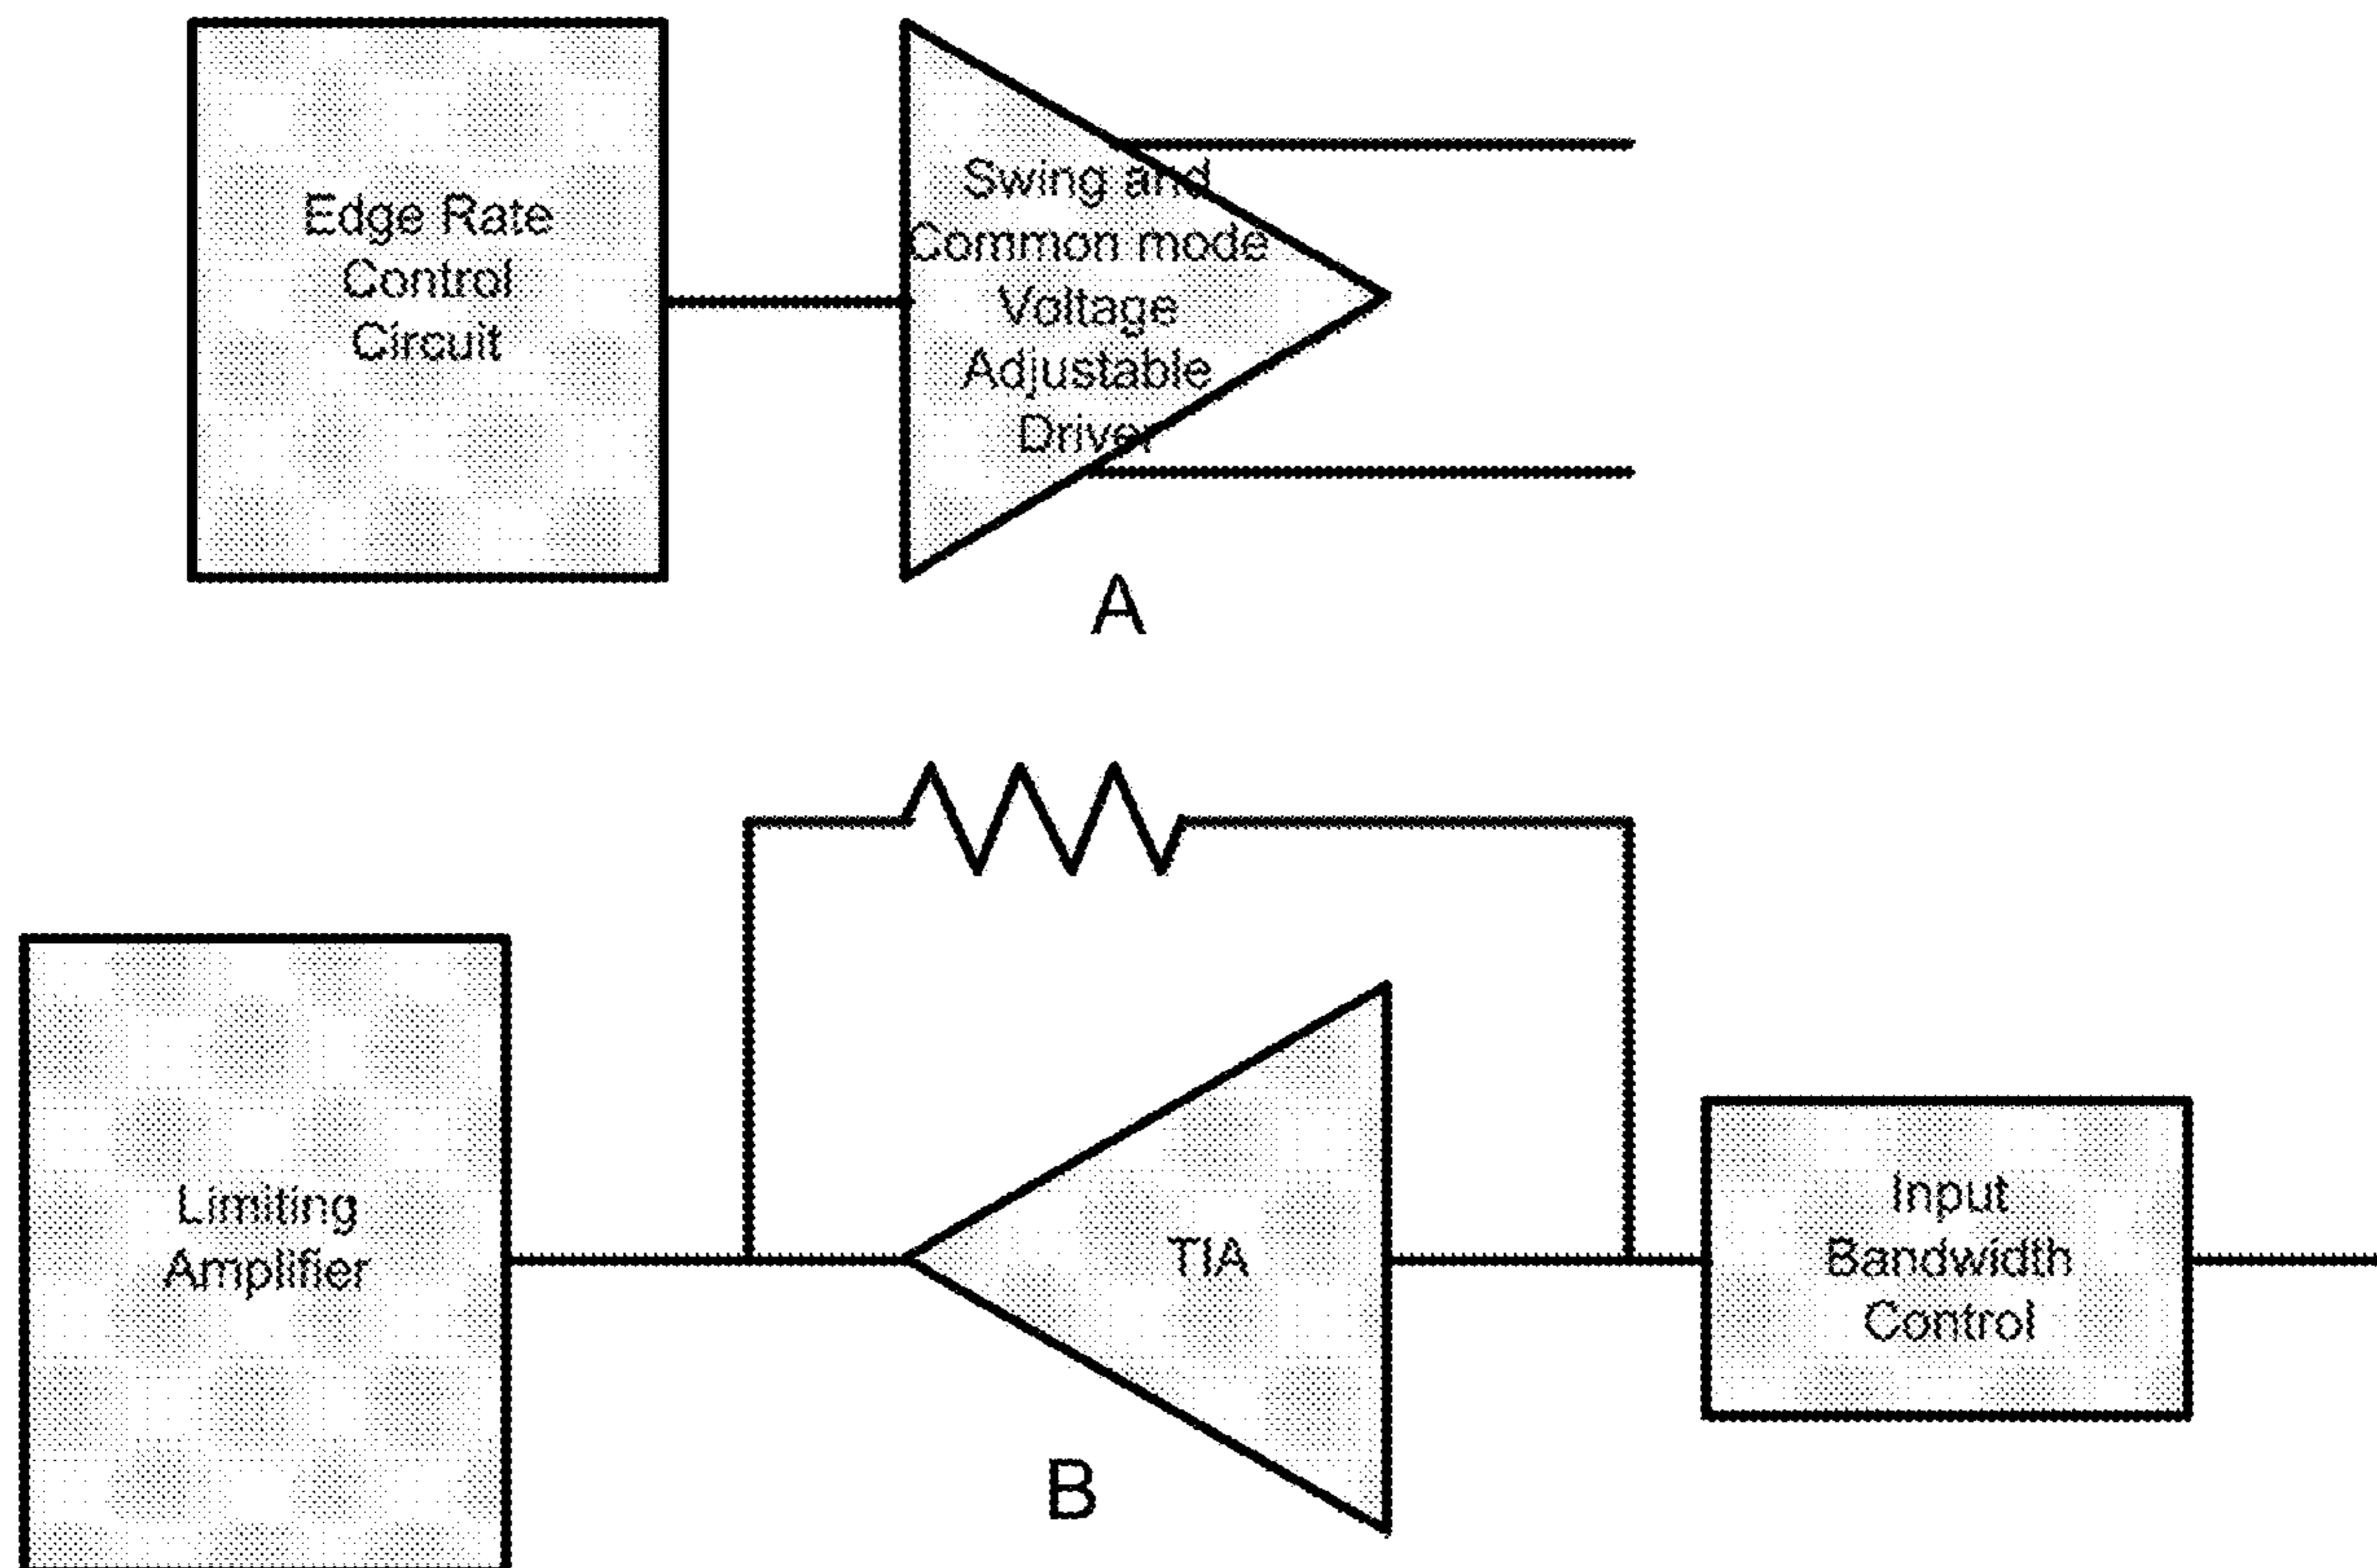 Edge Rate
Control
Circuit
Swing and
Common mode
Voltage
Adjustable
Driver
A
Limiting
Amplifier
TIA
Input
Bandwidth
Control
B